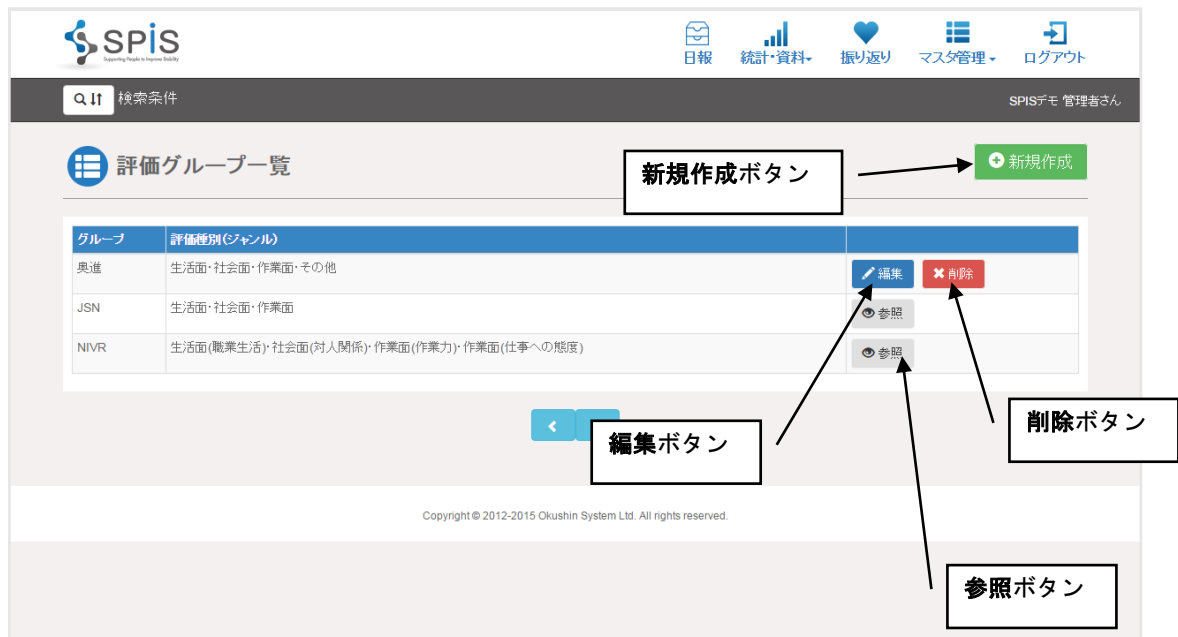 SPiS
Supporting People to Improve Stability
日報 統計・資料 振り返り マスタ管理 ログアウト
検索条件 SPISデモ 管理者さん
評価グループ一覧
新規作成ボタン
新規作成
グループ 評価種別(ジャンル)
奥進 生活面・社会面・作業面・その他 編集 削除
JSN 生活面・社会面・作業面 参照
NIVR 生活面(職業生活)・社会面(対人関係)・作業面(作業力)・作業面(仕事への態度) 参照
削除ボタン
編集ボタン
Copyright © 2012-2015 Okushin System Ltd. All rights reserved.
参照ボタン